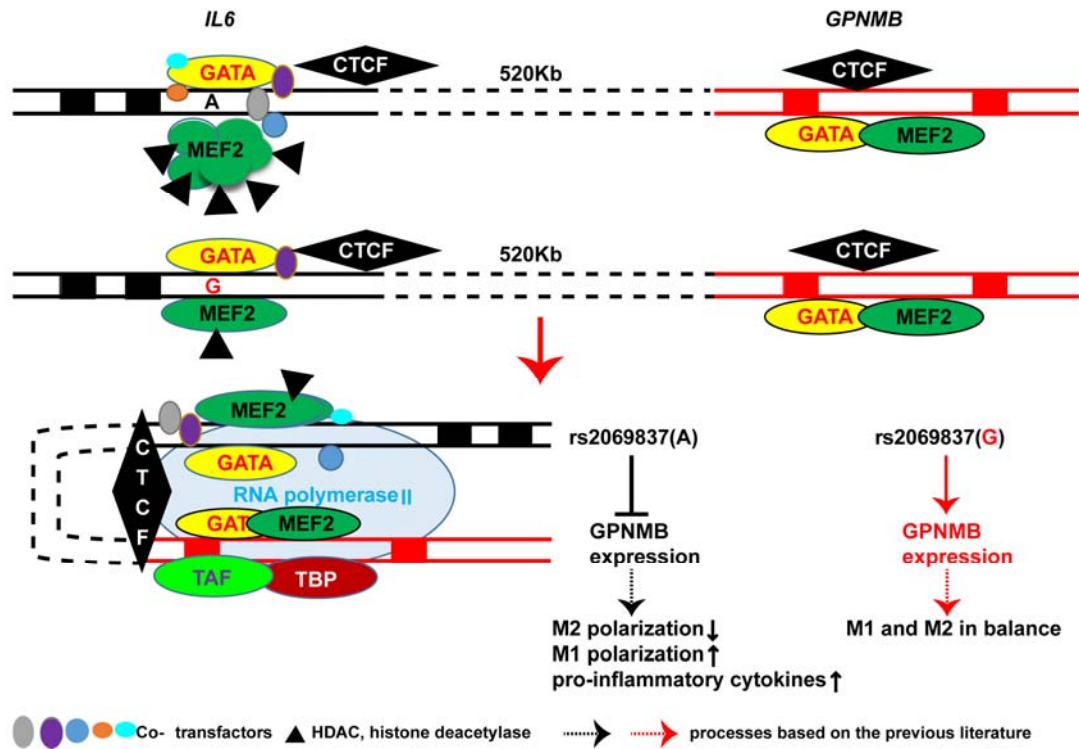 IL6
GPNMB
CTCF
CTCF
GATA
520Kb
A
GATA
MEF2
MEF2
GATA
CTCF
520Kb
CTCF
G
MEF2
GATA
MEF2
MEF2
C
T
C
F
rs2069837(A)
rs2069837(G)
GATA
RNA polymerase II
GAT
MEF2
GPNMB
expression
GPNMB
expression
TAF
TBP
M2 polarization↓
M1 polarization↑
pro-inflammatory cytokines↑
M1 and M2 in balance
Co- transfactors
HDAC, histone deacetylase
processes based on the previous literature